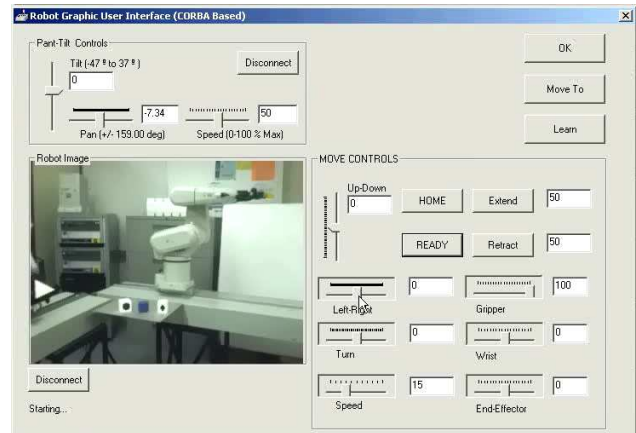 Robot Graphic User Interface (CORBA Based)
Pant-Tilt Controls
Tilt (-47 º to 37 º )
0
Disconnect
-7.34
50
Pan (+/- 159.00 deg)
Speed (0-100 % Max)
OK
Move To
Learn
Robot Image
Disconnect
Starting...
MOVE CONTROLS
Up-Down
0
HOME
Extend
50
READY
Retract
50
0
100
Left-Right
Gripper
0
0
Turn
Wrist
15
0
Speed
End-Effector